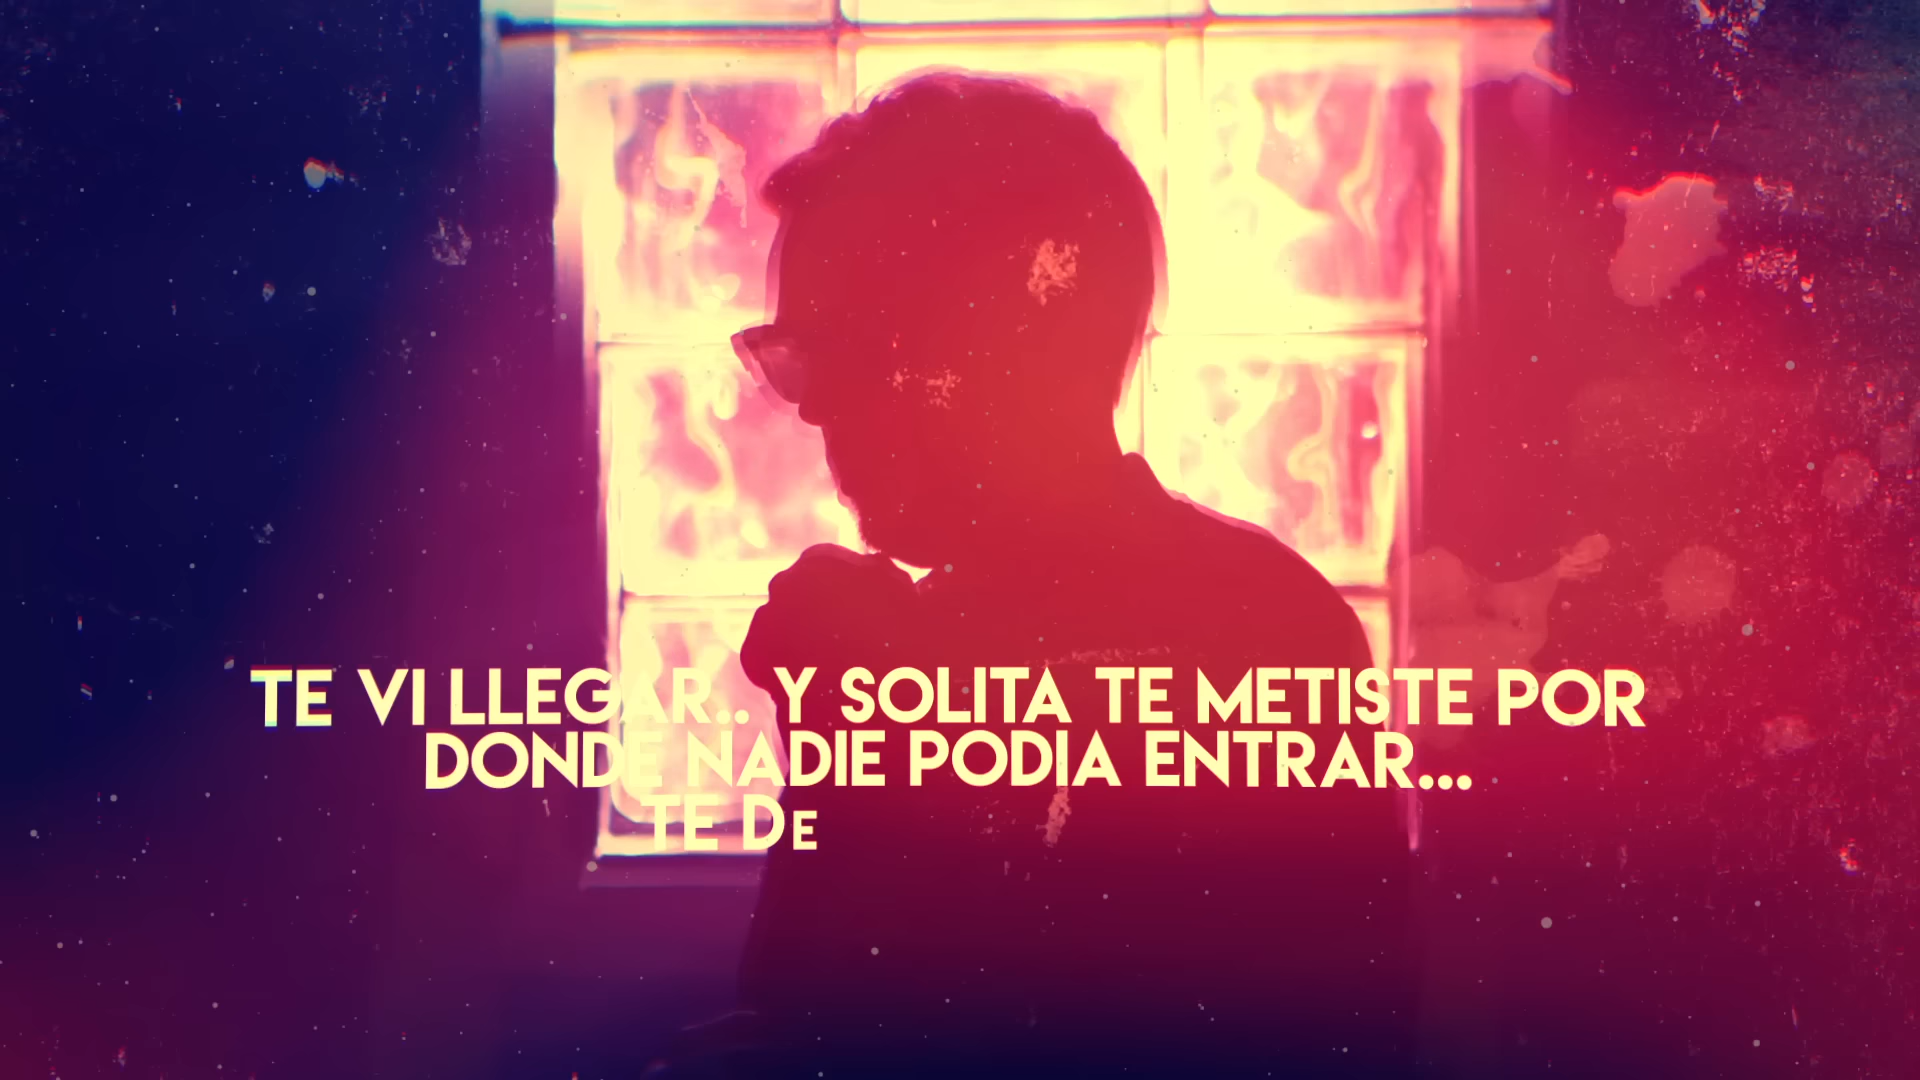 TE VI LLEGAR.. Y SOLITA TE METISTE POR
DONDE NADIE PODIA ENTRAR...
TE DE